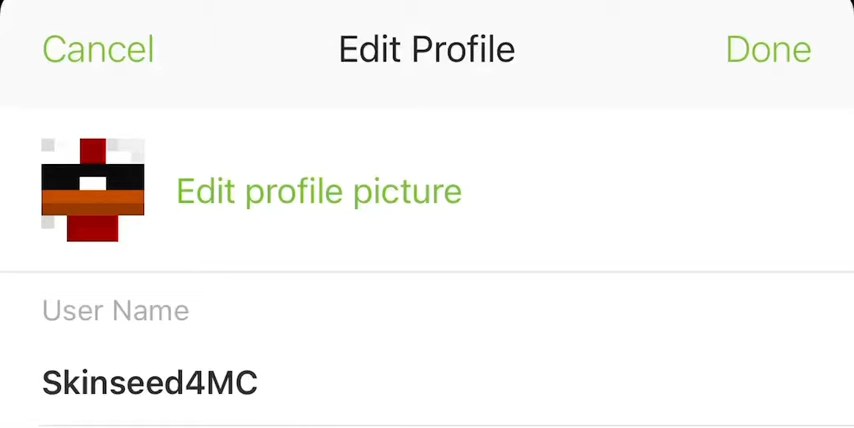 Cancel Edit Profile Done
Edit profile picture
User Name
Skinseed4MC